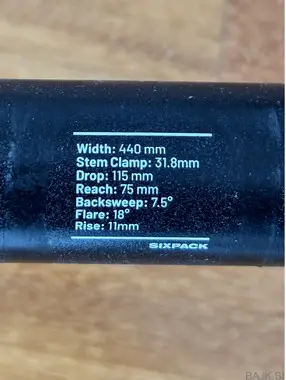 Width: 440 mm
Stem Clamp: 31.8mm
Drop: 115 mm
Reach: 75 mm
Backsweep: 7.5°
Flare: 18°
Rise: 11mm
SIXPACK
BAJK.SI